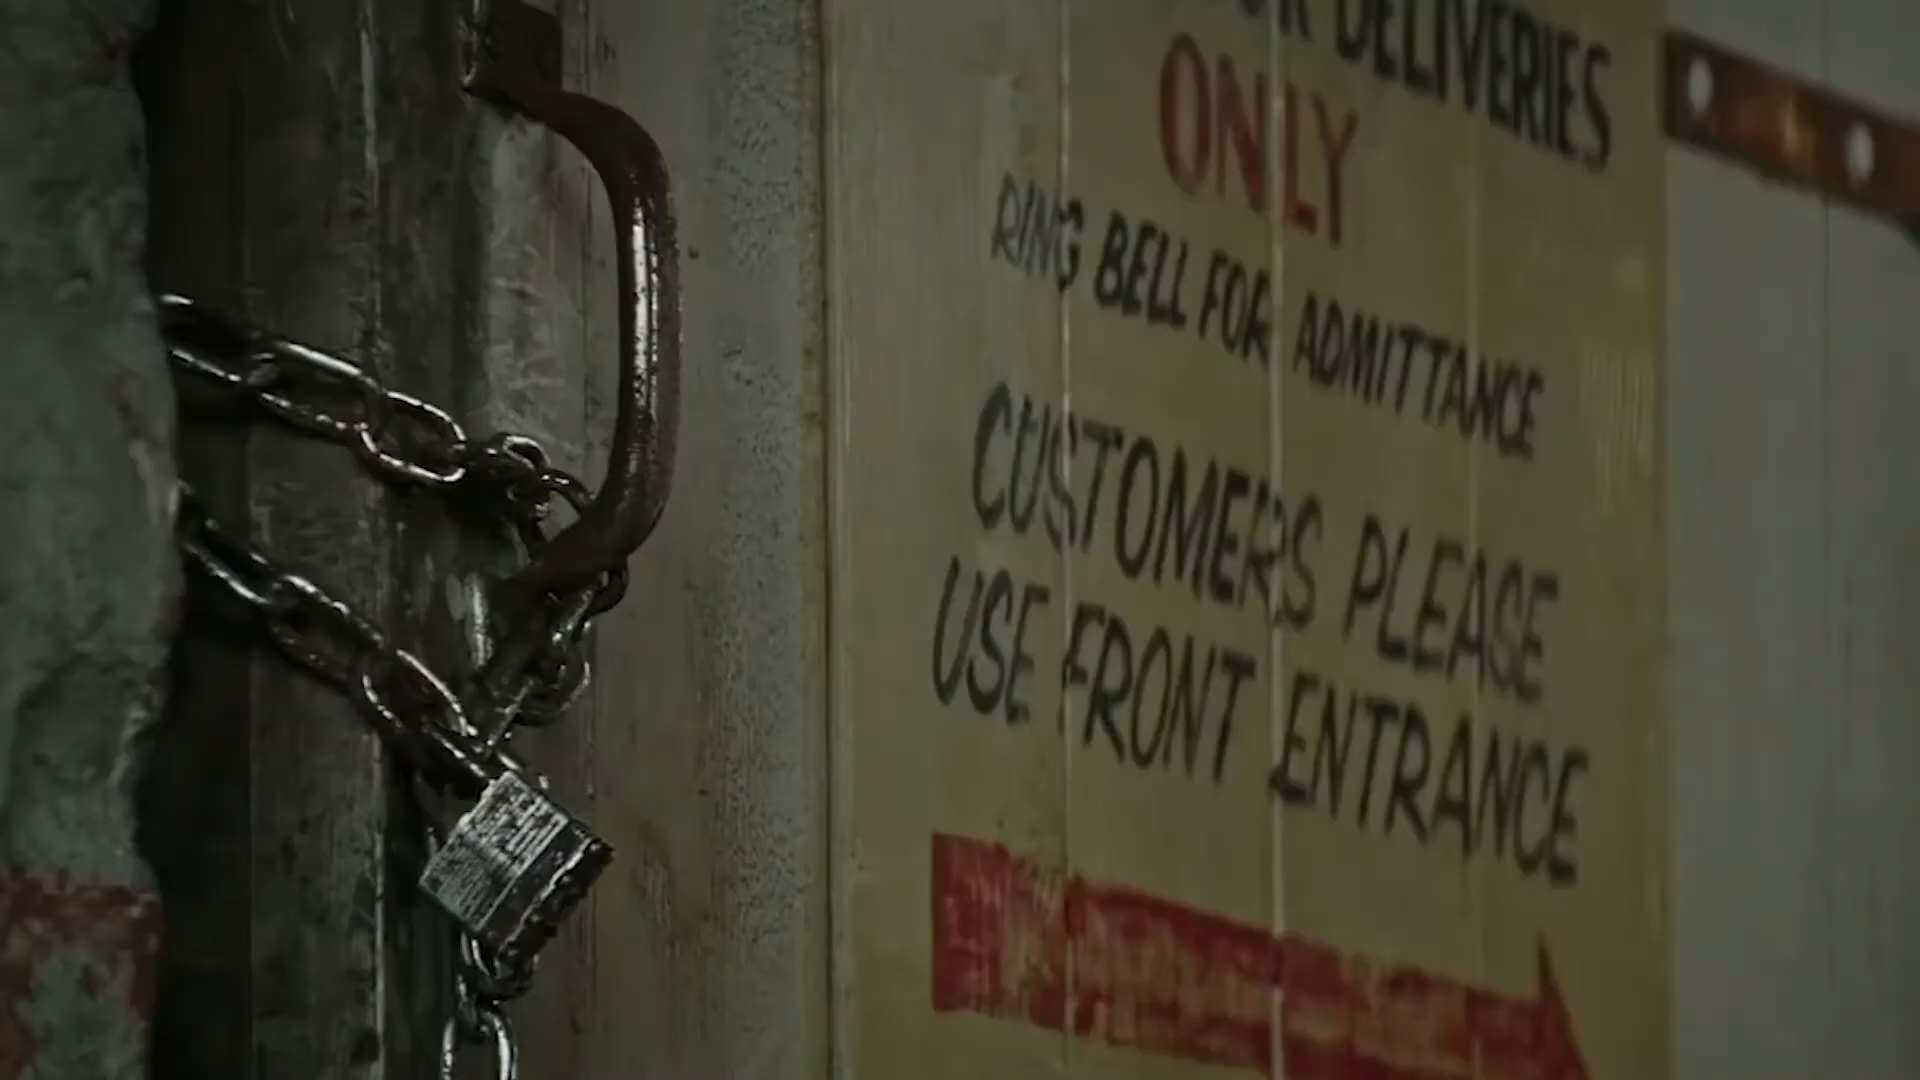 DELIVERIES
ONLY
RING BELL FOR ADMITTANCE
CUSTOMERS PLEASE
USE FRONT ENTRANCE